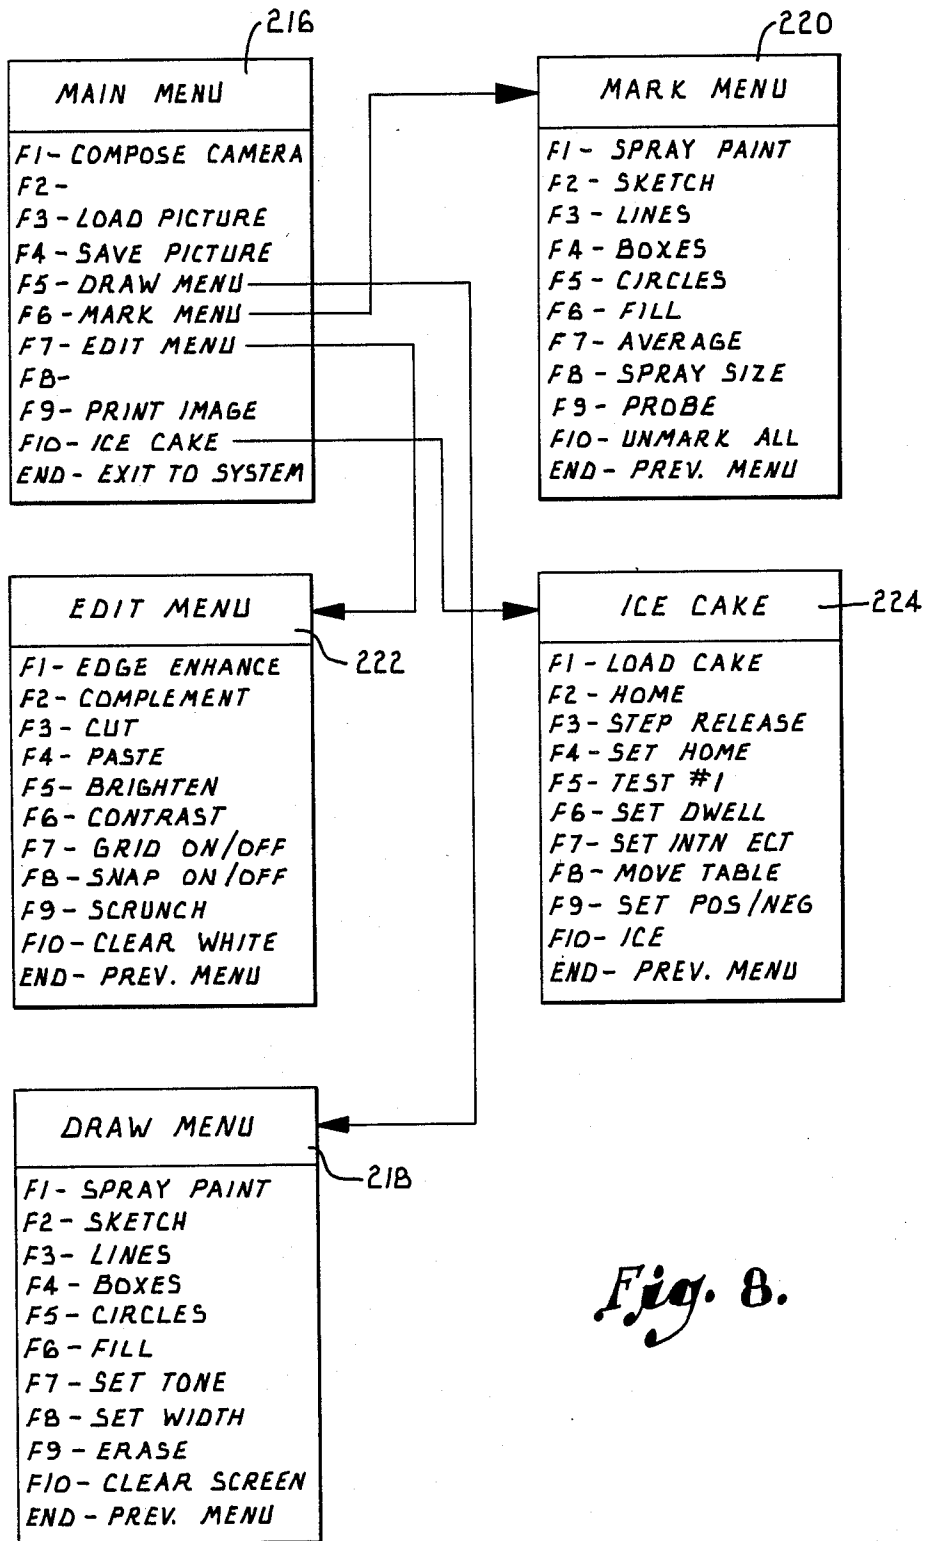 216
MAIN MENU
F1- COMPOSE CAMERA
F2-
F3- LOAD PICTURE
F4- SAVE PICTURE
F5- DRAW MENU
F6- MARK MENU
F7- EDIT MENU
F8-
F9- PRINT IMAGE
F10- ICE CAKE
END- EXIT TO SYSTEM
220
MARK MENU
F1- SPRAY PAINT
F2- SKETCH
F3- LINES
F4- BOXES
F5- CIRCLES
F6- FILL
F7- AVERAGE
F8- SPRAY SIZE
F9- PROBE
F10- UNMARK ALL
END- PREV. MENU
EDIT MENU
222
F1- EDGE ENHANCE
F2- COMPLEMENT
F3- CUT
F4- PASTE
F5- BRIGHTEN
F6- CONTRAST
F7- GRID ON/OFF
F8- SNAP ON/OFF
F9- SCRUNCH
F10- CLEAR WHITE
END- PREV. MENU
ICE CAKE
224
F1- LOAD CAKE
F2- HOME
F3- STEP RELEASE
F4- SET HOME
F5- TEST #1
F6- SET DWELL
F7- SET INTN ECT
F8- MOVE TABLE
F9- SET POS/NEG
F10- ICE
END- PREV. MENU
DRAW MENU
218
F1- SPRAY PAINT
F2- SKETCH
F3- LINES
F4- BOXES
F5- CIRCLES
F6- FILL
F7- SET TONE
F8- SET WIDTH
F9- ERASE
F10- CLEAR SCREEN
END- PREV. MENU
Fig. 8.